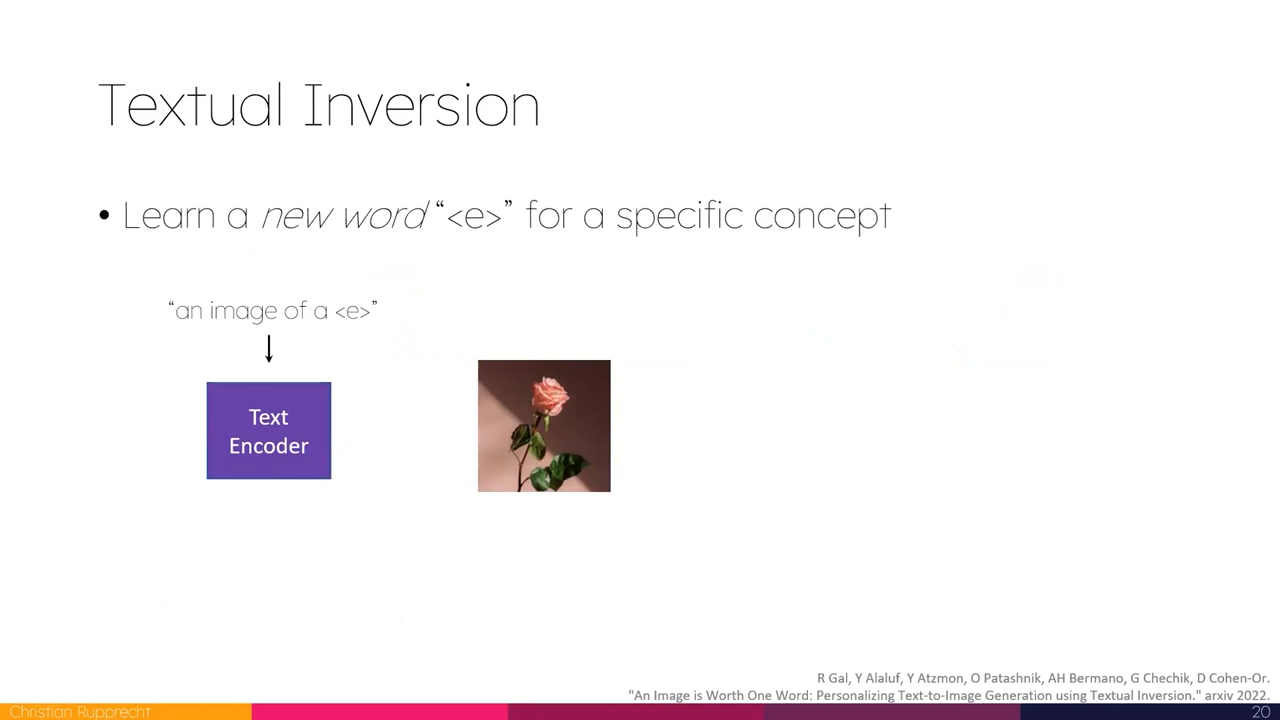 Textual Inversion
• Learn a new word “<e>” for a specific concept
“an image of a <e>”
Text
Encoder
R Gal, Y Alaluf, Y Atzmon, O Patashnik, AH Bermano, G Chechik, D Cohen-Or.
"An Image is Worth One Word: Personalizing Text-to-Image Generation using Textual Inversion." arxiv 2022.
Christian Rupprecht
20